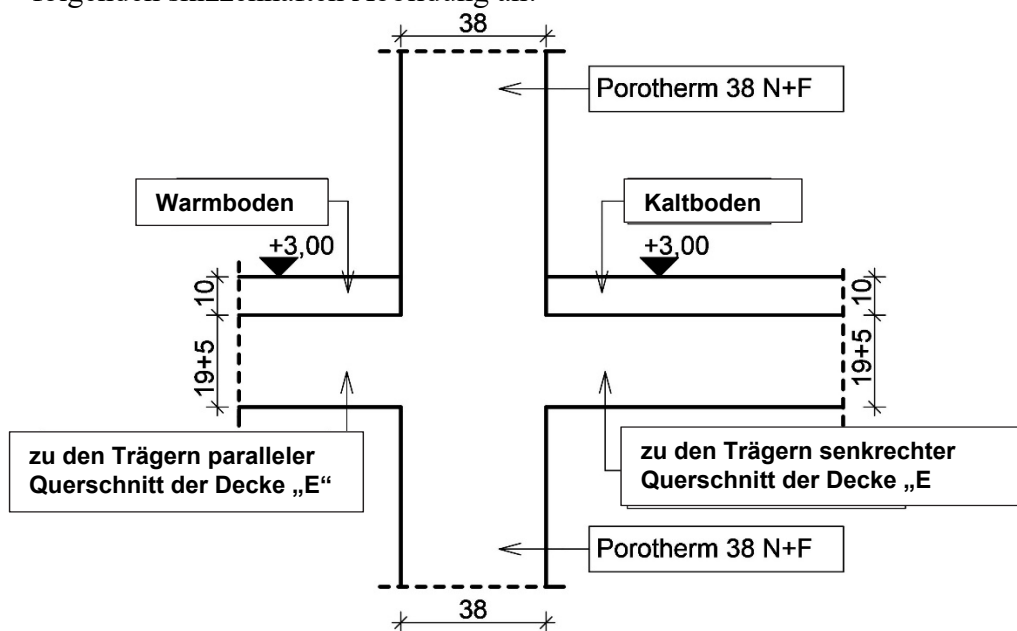 38
Porotherm 38 N+F
Warmboden
Kaltboden
+3,00
+3,00
10
10
19+5
19+5
zu den Trägern paralleler
Querschnitt der Decke „E“
zu den Trägern senkrechter
Querschnitt der Decke „E
Porotherm 38 N+F
38